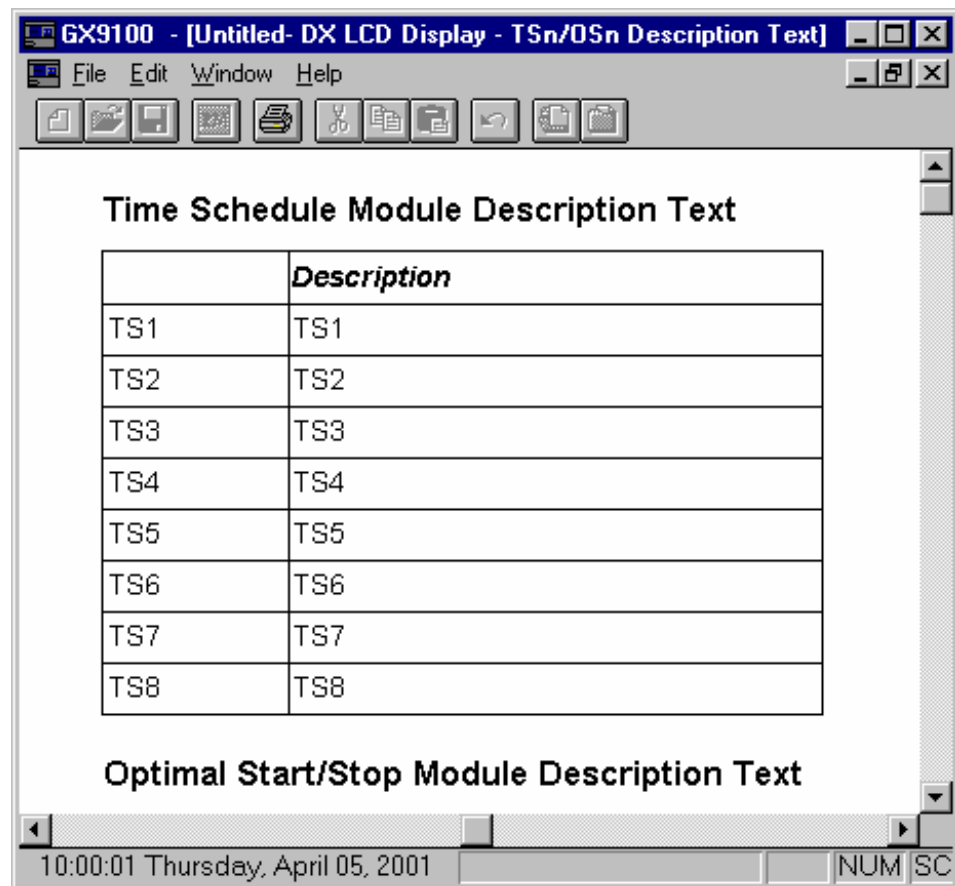 GX9100 - [Untitled- DX LCD Display - TSn/OSn Description Text]
File Edit Window Help
Time Schedule Module Description Text
Description
TS1 TS1
TS2 TS2
TS3 TS3
TS4 TS4
TS5 TS5
TS6 TS6
TS7 TS7
TS8 TS8
Optimal Start/Stop Module Description Text
10:00:01 Thursday, April 05, 2001 NUM SC